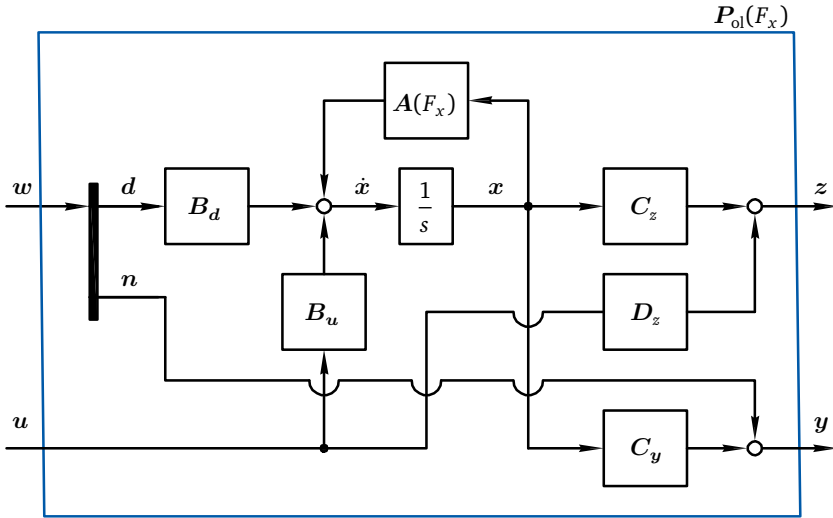 P_ol(F_x)
A(F_x)
w
d
B_d
ẋ
1/s
x
C_z
z
n
B_u
D_z
u
C_y
y